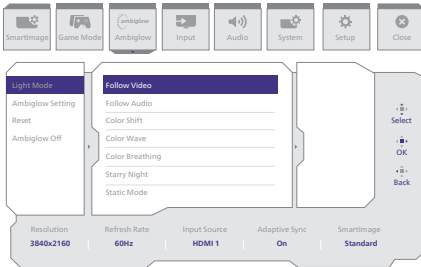 ambiglow
SmartImage
Game Mode
Ambiglow
Input
Audio
System
Setup
Close
Light Mode
Ambiglow Setting
Reset
Ambiglow Off
Follow Video
Follow Audio
Color Shift
Color Wave
Color Breathing
Starry Night
Static Mode
Select
OK
Back
Resolution
3840x2160
Refresh Rate
60Hz
Input Source
HDMI 1
Adaptive Sync
On
SmartImage
Standard